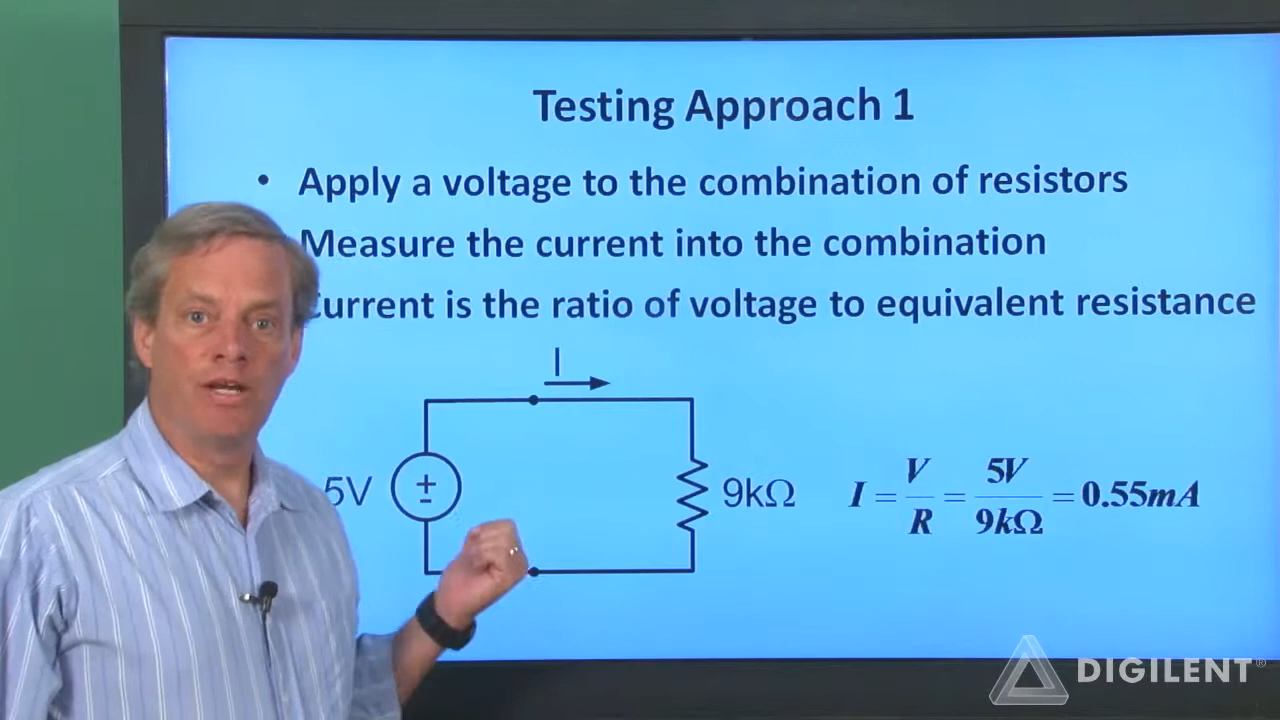 Testing Approach 1
• Apply a voltage to the combination of resistors
Measure the current into the combination
Current is the ratio of voltage to equivalent resistance
I
5V
+
-
9kΩ
I = V/R = 5V/9kΩ = 0.55mA
DIGILENT®